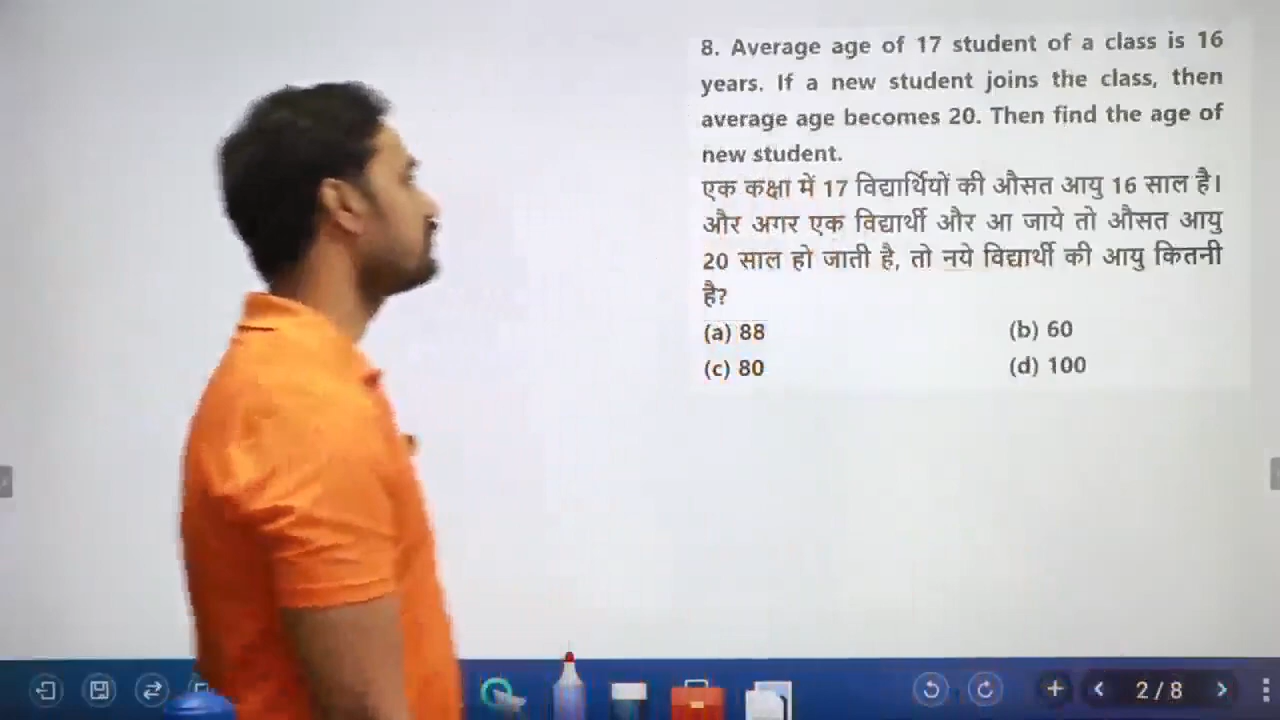 8. Average age of 17 student of a class is 16
years. If a new student joins the class, then
average age becomes 20. Then find the age of
new student.
एक कक्षा में 17 विद्यार्थियों की औसत आयु 16 साल है।
और अगर एक विद्यार्थी और आ जाये तो औसत आयु
20 साल हो जाती है, तो नये विद्यार्थी की आयु कितनी
है?
(a) 88 (b) 60
(c) 80 (d) 100
2 / 8